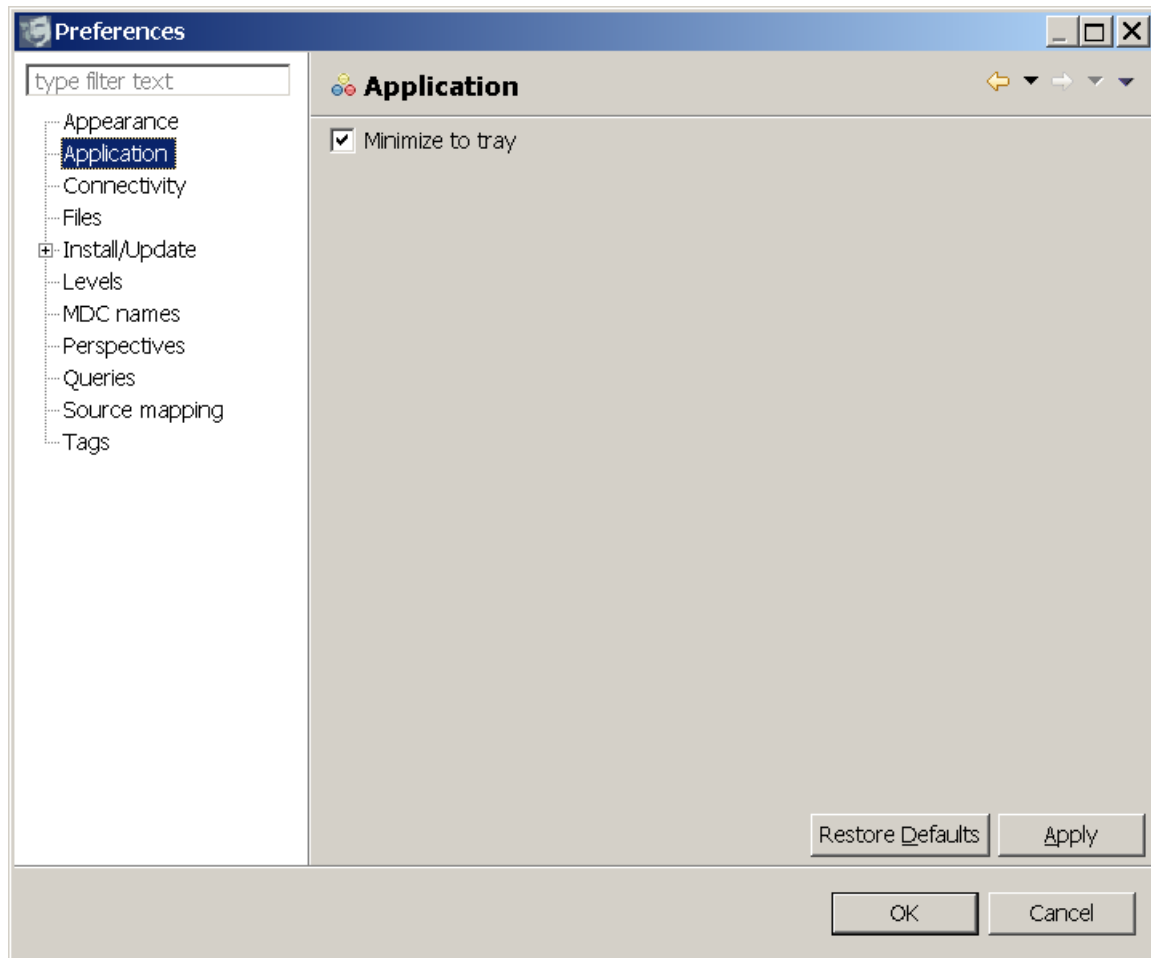 Preferences
type filter text
Application
Appearance
Application
Connectivity
Files
Install/Update
Levels
MDC names
Perspectives
Queries
Source mapping
Tags
Minimize to tray
Restore Defaults
Apply
OK
Cancel